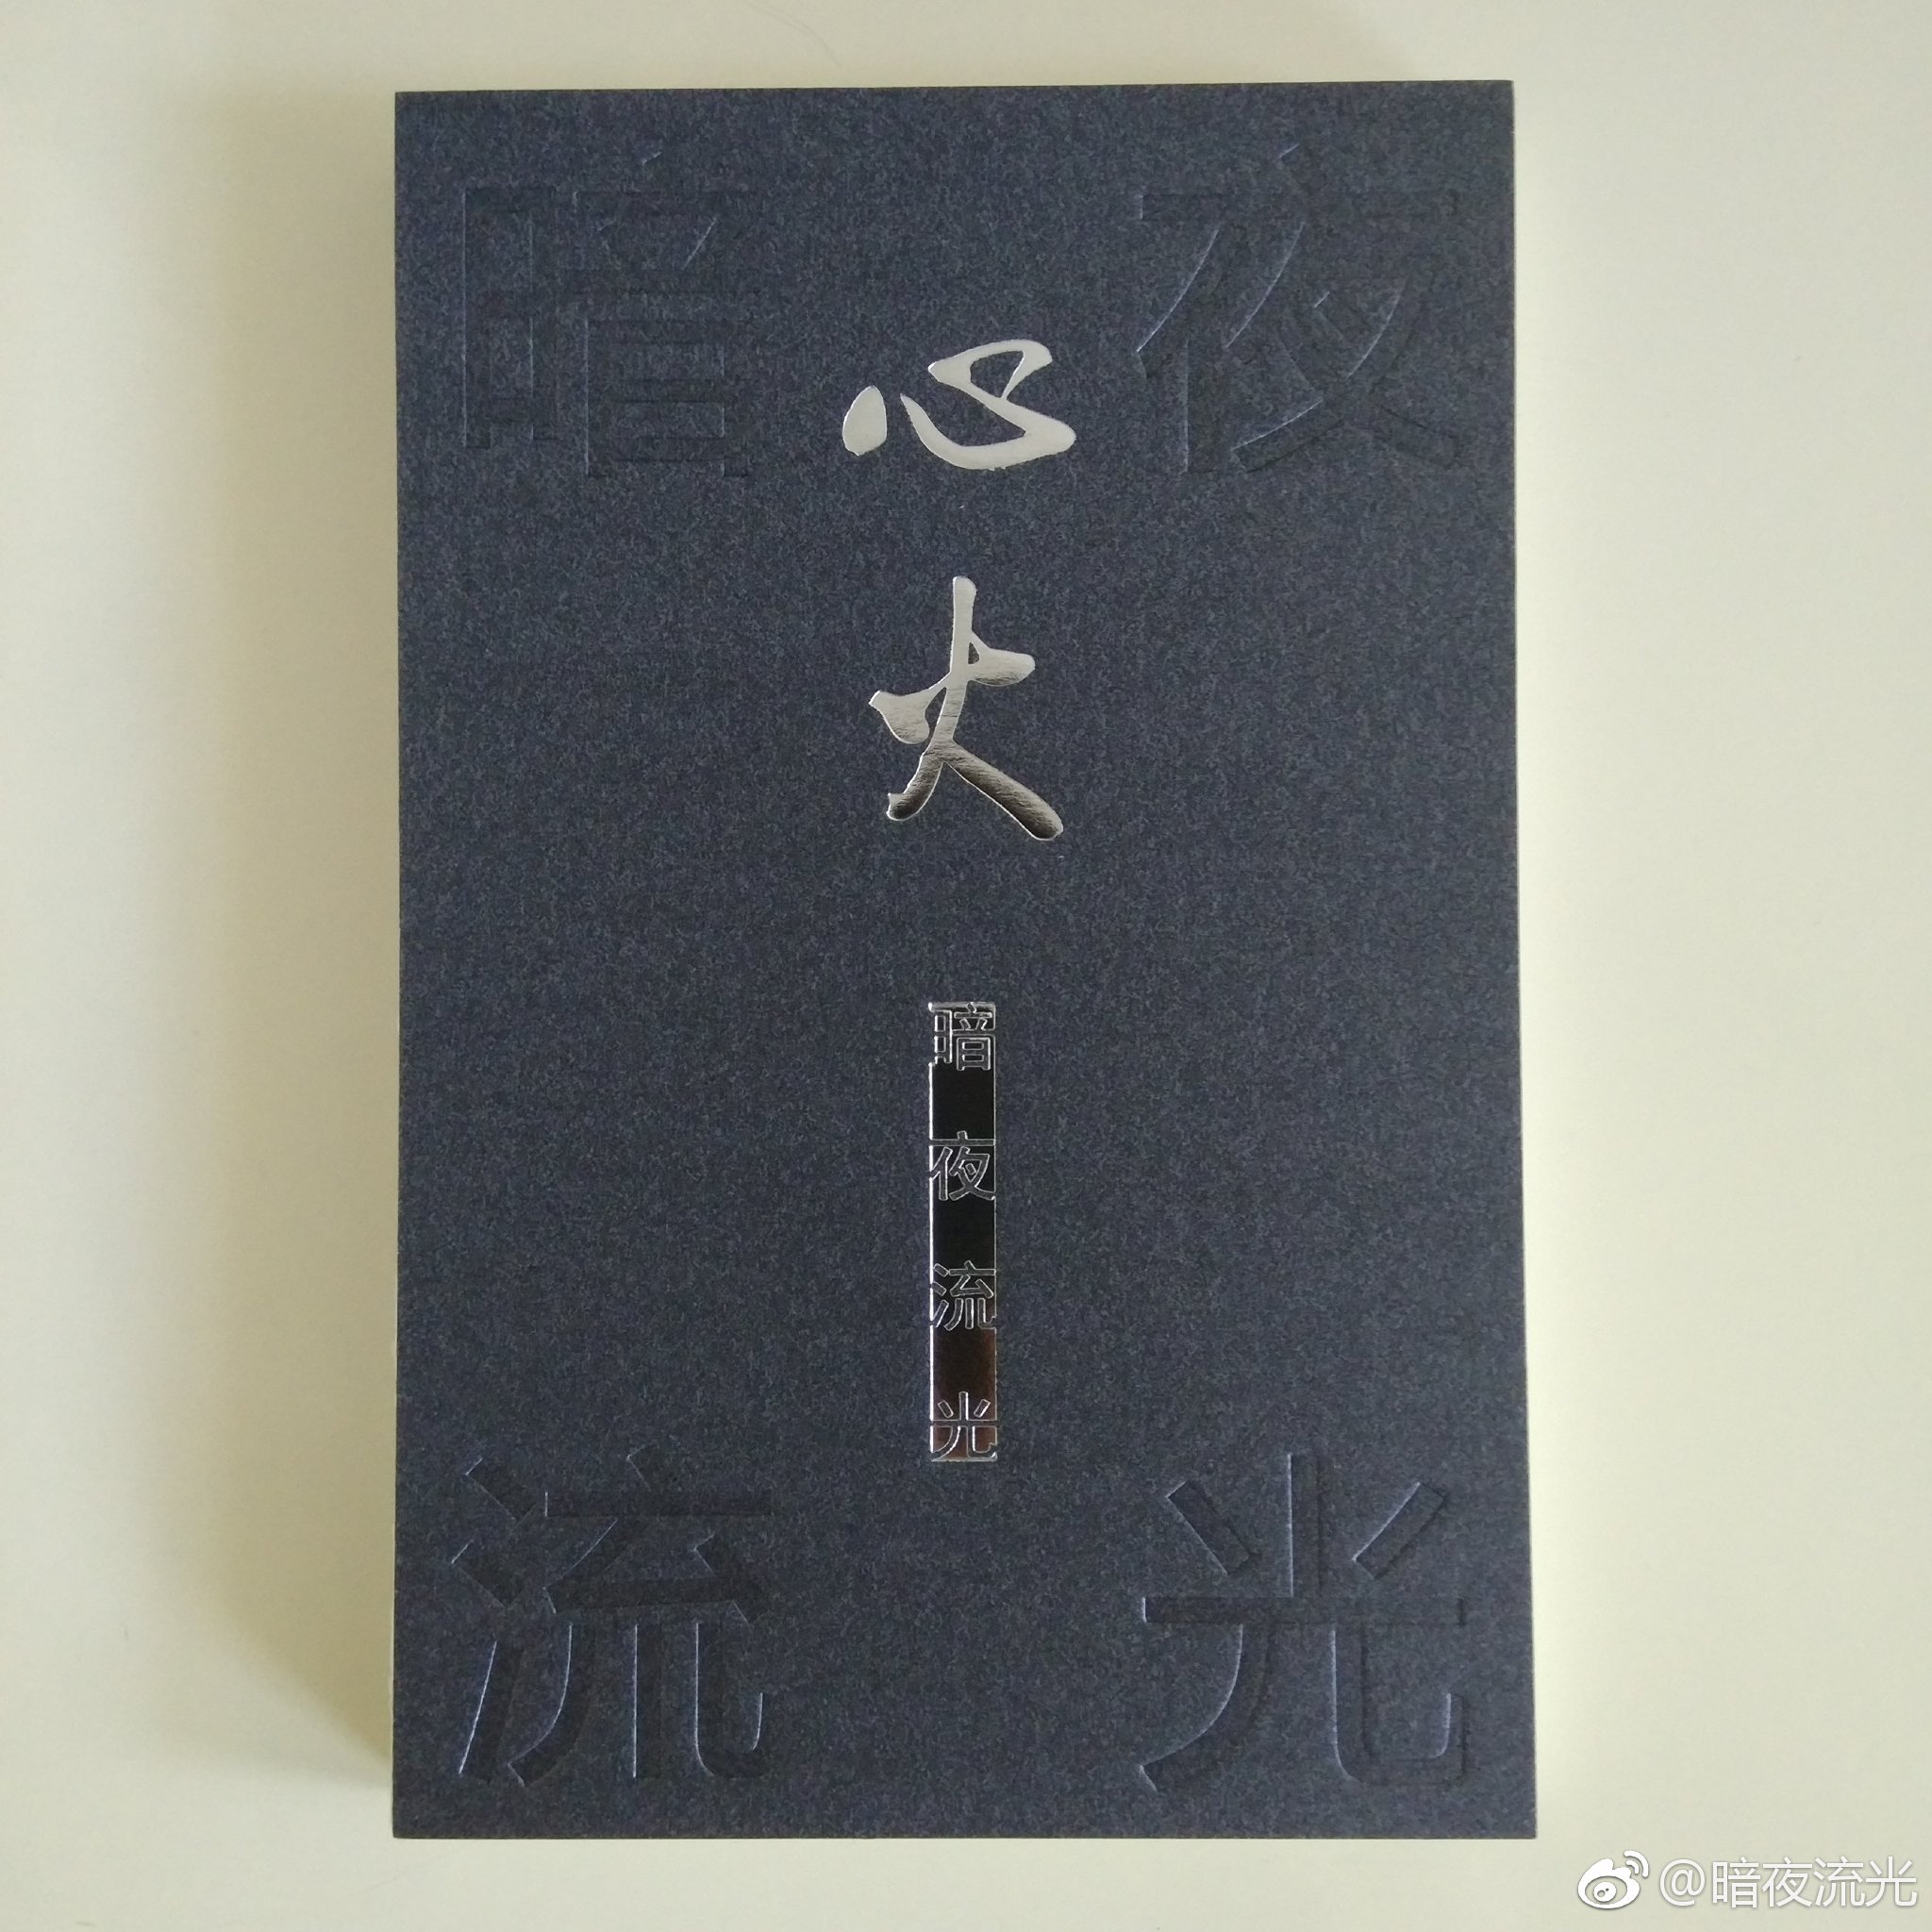 暗 夜
心火
暗夜流光
流 光
@暗夜流光